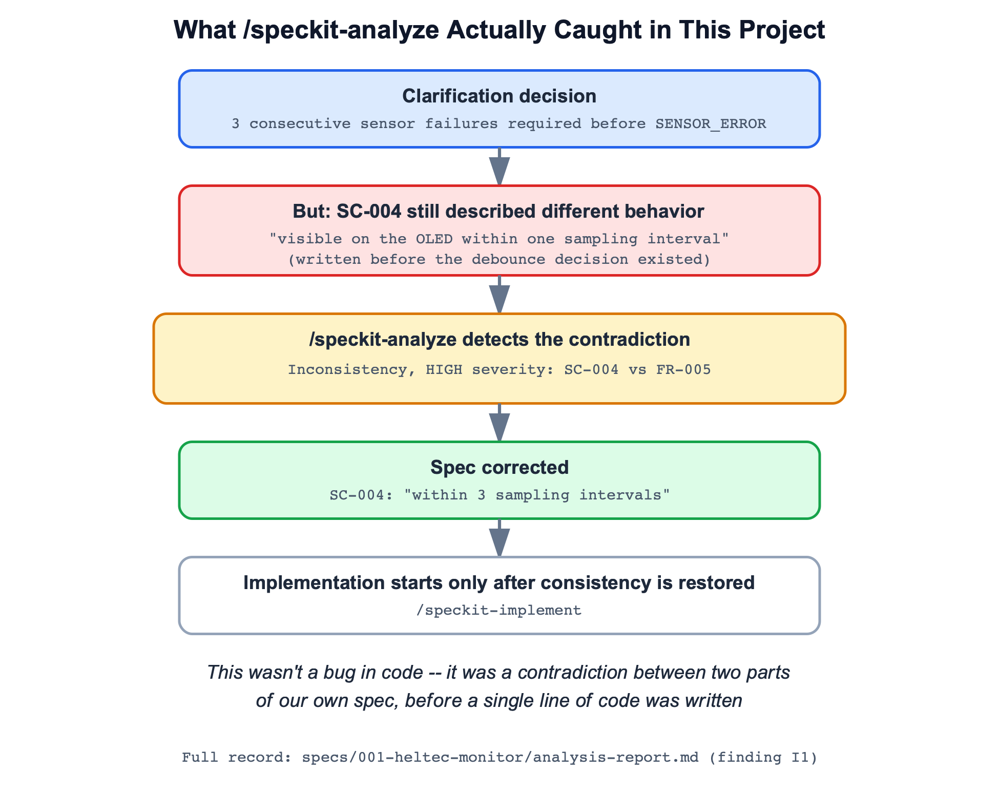 What /speckit-analyze Actually Caught in This Project
Clarification decision
3 consecutive sensor failures required before SENSOR_ERROR
But: SC-004 still described different behavior
"visible on the OLED within one sampling interval"
(written before the debounce decision existed)
/speckit-analyze detects the contradiction
Inconsistency, HIGH severity: SC-004 vs FR-005
Spec corrected
SC-004: "within 3 sampling intervals"
Implementation starts only after consistency is restored
/speckit-implement
This wasn't a bug in code -- it was a contradiction between two parts
of our own spec, before a single line of code was written
Full record: specs/001-heltec-monitor/analysis-report.md (finding I1)